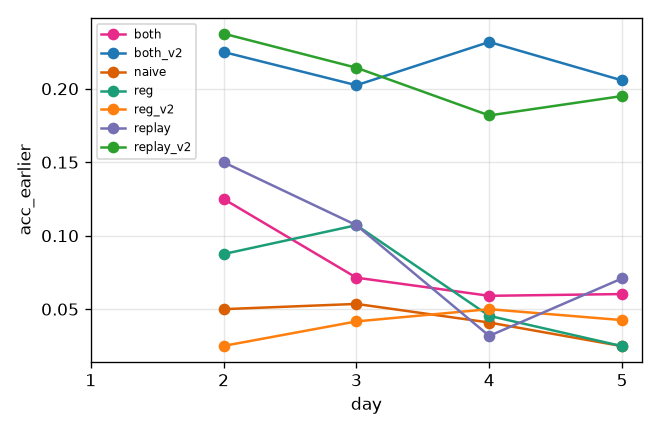 both
both_v2
naive
reg
reg_v2
replay
replay_v2
acc_earlier
0.20
0.15
0.10
0.05
1 2 3 4 5
day